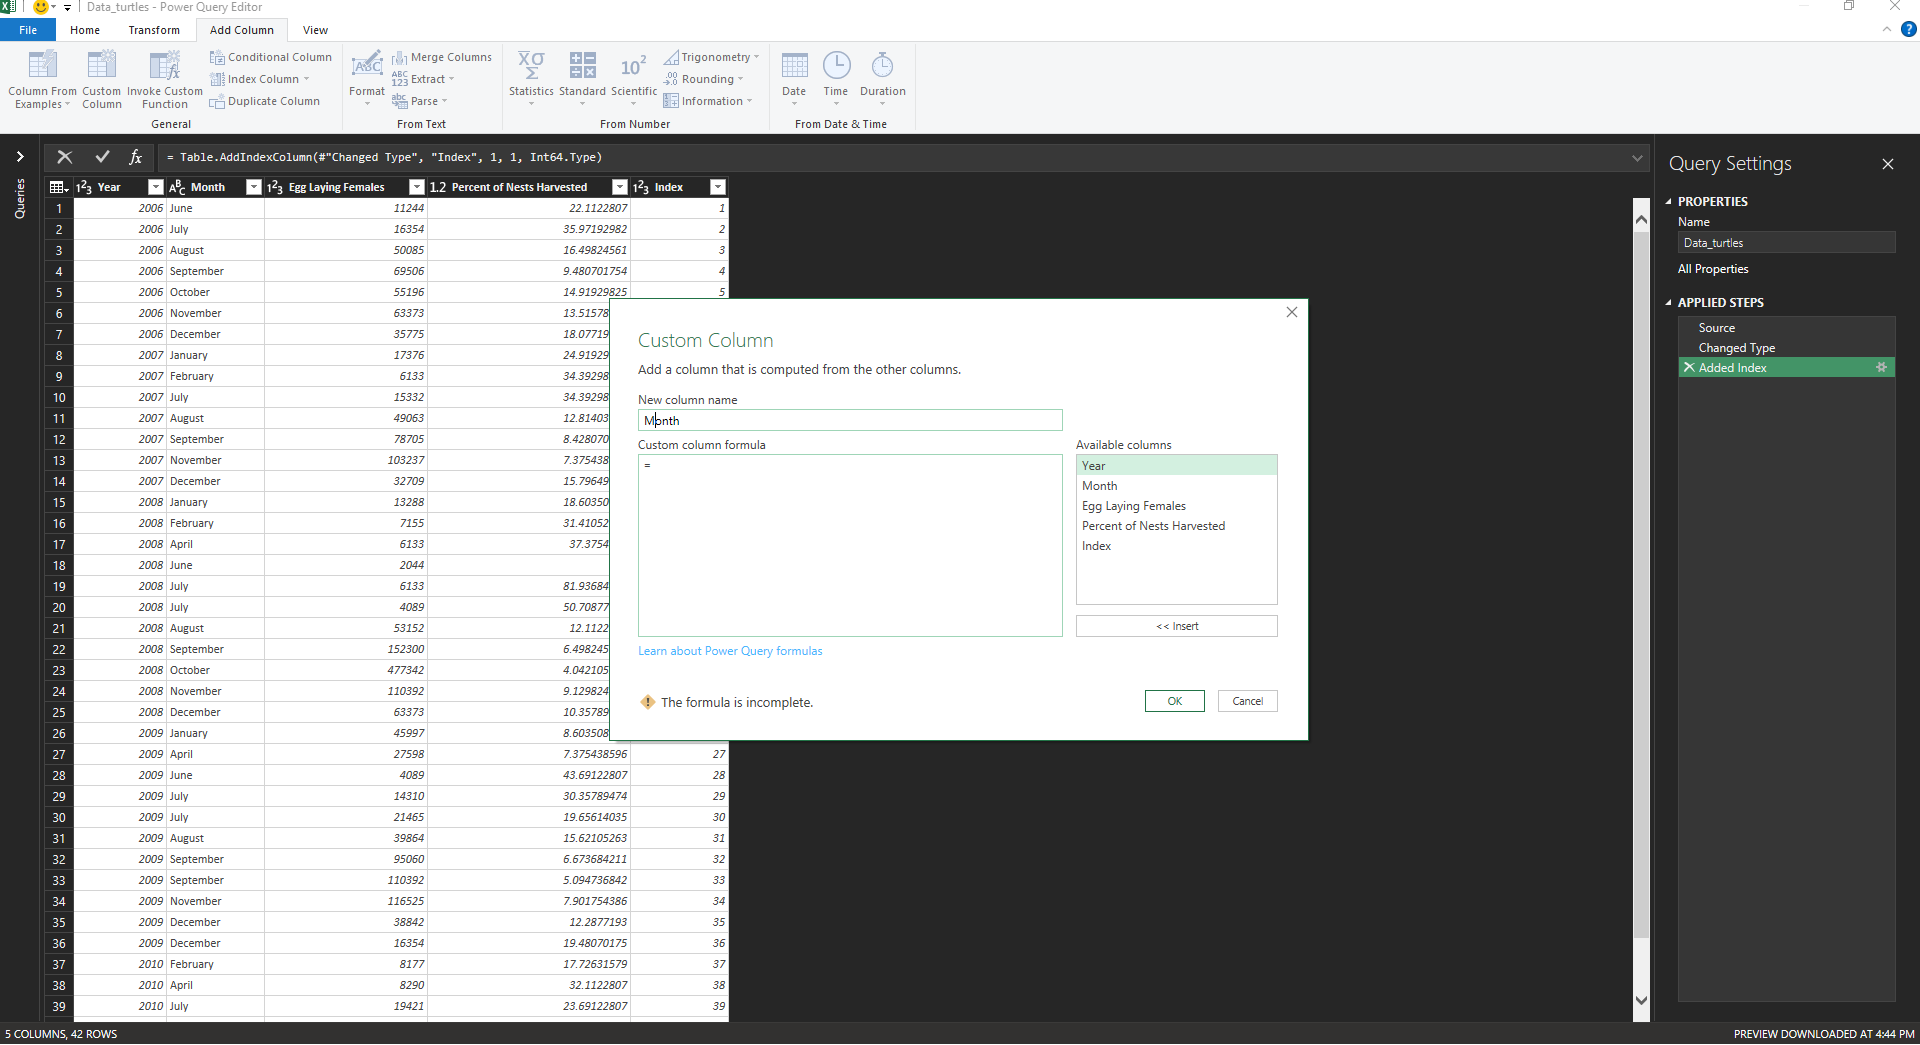 Data_turtles - Power Query Editor
File Home Transform Add Column View
Column From Examples
Custom Column
Invoke Custom Function
Conditional Column
Index Column
Duplicate Column
General
Format
Merge Columns
Extract
Parse
From Text
Statistics
Standard
Scientific
Trigonometry
Rounding
Information
From Number
Date
Time
Duration
From Date & Time
Queries
= Table.AddIndexColumn(#"Changed Type", "Index", 1, 1, Int64.Type)
Year Month Egg Laying Females Percent of Nests Harvested Index
1 2006 June 11244 22.1122807 1
2 2006 July 16354 35.97192982 2
3 2006 August 50085 16.49824561 3
4 2006 September 69506 9.480701754 4
5 2006 October 55196 14.91929825 5
6 2006 November 63373 13.51578
7 2006 December 35775 18.07719
8 2007 January 17376 24.91929
9 2007 February 6133 34.39298
10 2007 July 15332 34.39298
11 2007 August 49063 12.81403
12 2007 September 78705 8.428070
13 2007 November 103237 7.375438
14 2007 December 32709 15.79649
15 2008 January 13288 18.60350
16 2008 February 7155 31.41052
17 2008 April 6133 37.3754
18 2008 June 2044
19 2008 July 6133 81.93684
20 2008 July 4089 50.70877
21 2008 August 53152 12.1122
22 2008 September 152300 6.498245
23 2008 October 477342 4.042105
24 2008 November 110392 9.129824
25 2008 December 63373 10.35789
26 2009 January 45997 8.603508
27 2009 April 27598 7.375438596 27
28 2009 June 4089 43.69122807 28
29 2009 July 14310 30.35789474 29
30 2009 July 21465 19.65614035 30
31 2009 August 39864 15.62105263 31
32 2009 September 95060 6.673684211 32
33 2009 September 110392 5.094736842 33
34 2009 November 116525 7.901754386 34
35 2009 December 38842 12.2877193 35
36 2009 December 16354 19.48070175 36
37 2010 February 8177 17.72631579 37
38 2010 April 8290 32.1122807 38
39 2010 July 19421 23.69122807 39
Custom Column
Add a column that is computed from the other columns.
New column name
Month
Custom column formula
=
Available columns
Year
Month
Egg Laying Females
Percent of Nests Harvested
Index
<< Insert
Learn about Power Query formulas
The formula is incomplete.
OK
Cancel
Query Settings
PROPERTIES
Name
Data_turtles
All Properties
APPLIED STEPS
Source
Changed Type
Added Index
5 COLUMNS, 42 ROWS
PREVIEW DOWNLOADED AT 4:44 PM